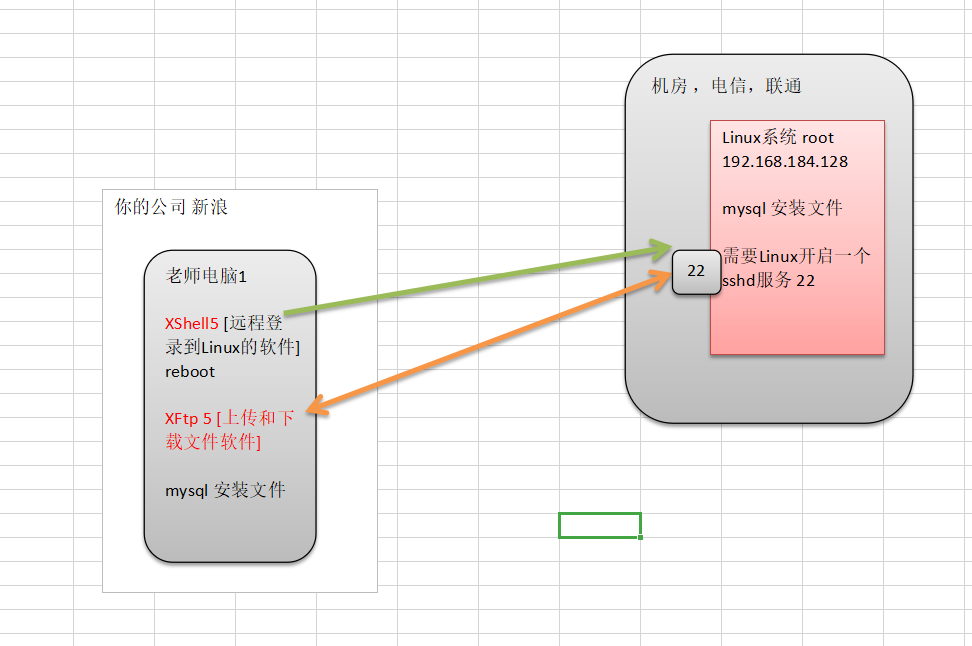 你的公司 新浪
老师电脑1
XShell5 [远程登
录到Linux的软件]
reboot
XFtp 5 [上传和下
载文件软件]
mysql 安装文件
机房 ，电信，联通
Linux系统 root
192.168.184.128
mysql 安装文件
需要Linux开启一个
sshd服务 22
22